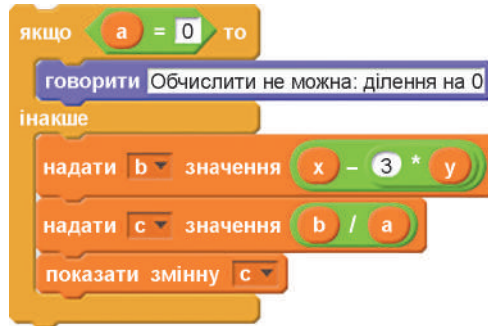 якщо a = 0 то
говорити Обчислити не можна: ділення на 0
інакше
надати b значення x - 3 * y
надати c значення b / a
показати змінну c